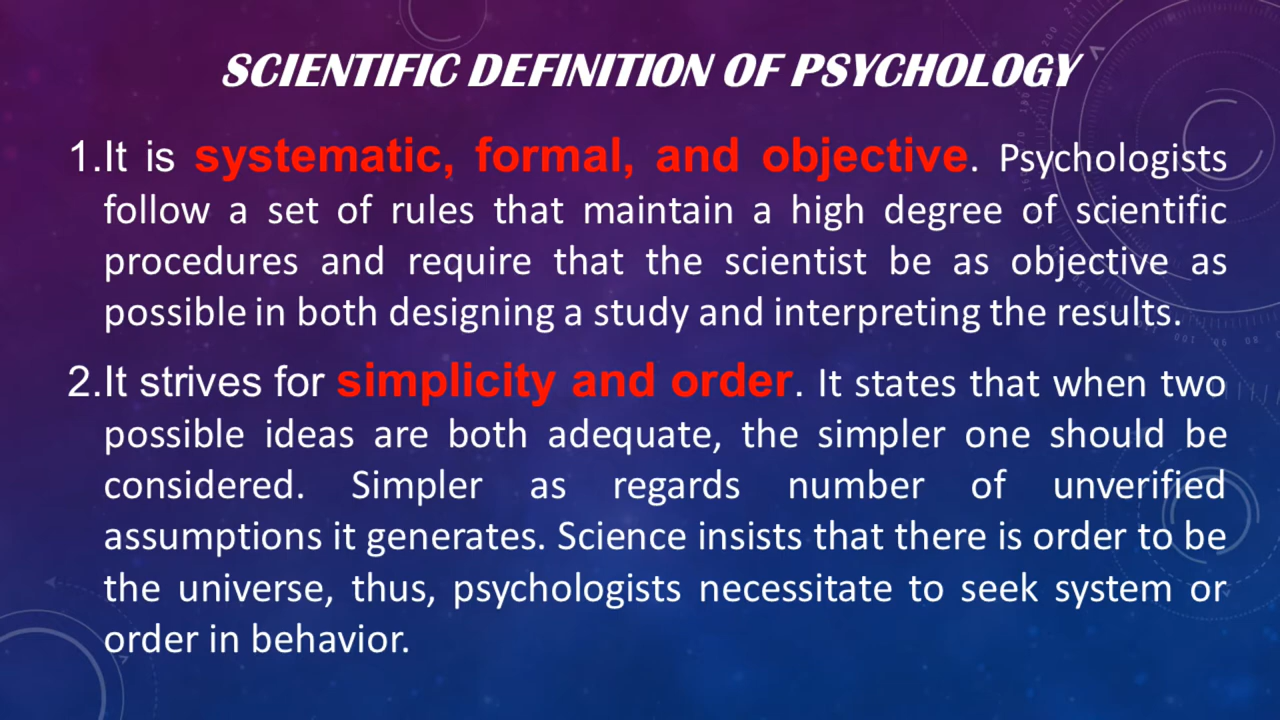 SCIENTIFIC DEFINITION OF PSYCHOLOGY
1.It is systematic, formal, and objective. Psychologists
follow a set of rules that maintain a high degree of scientific
procedures and require that the scientist be as objective as
possible in both designing a study and interpreting the results.
2.It strives for simplicity and order. It states that when two
possible ideas are both adequate, the simpler one should be
considered. Simpler as regards number of unverified
assumptions it generates. Science insists that there is order to be
the universe, thus, psychologists necessitate to seek system or
order in behavior.